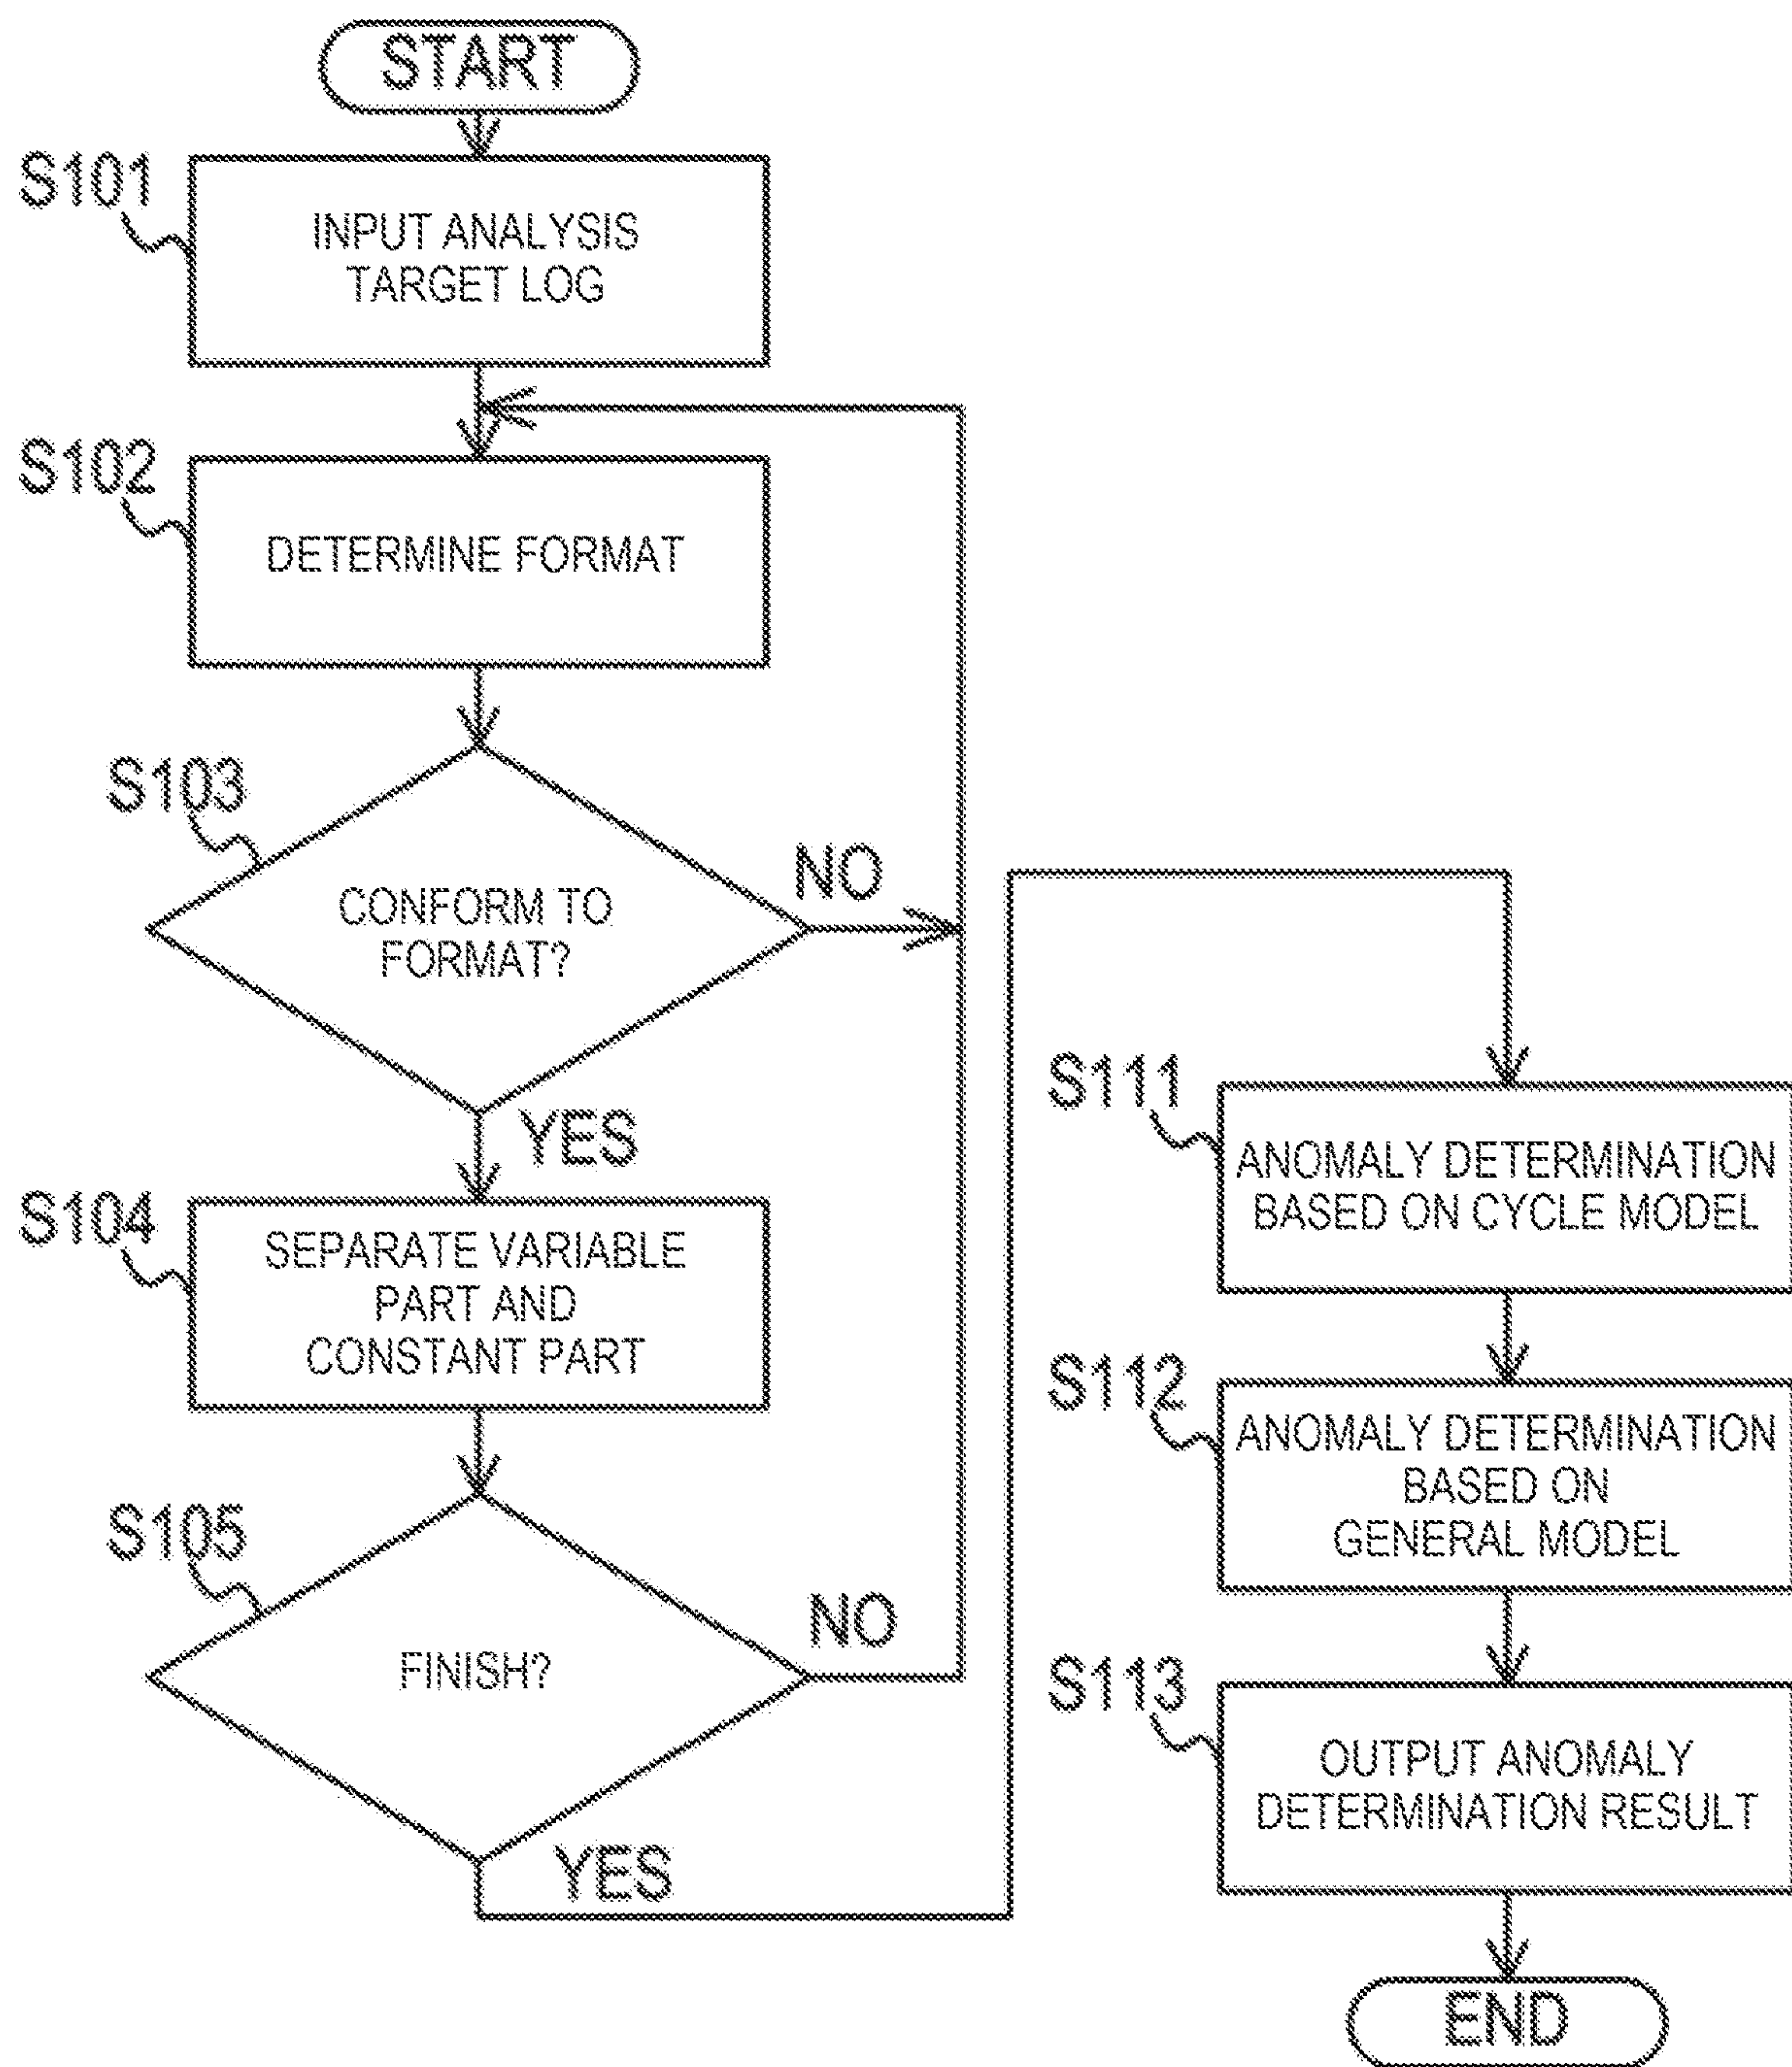 START
S101
INPUT ANALYSIS
TARGET LOG
S102
DETERMINE FORMAT
S103
CONFORM TO
FORMAT?
NO
YES
S104
SEPARATE VARIABLE
PART AND
CONSTANT PART
S105
FINISH?
NO
YES
S111
ANOMALY DETERMINATION
BASED ON CYCLE MODEL
S112
ANOMALY DETERMINATION
BASED ON
GENERAL MODEL
S113
OUTPUT ANOMALY
DETERMINATION RESULT
END